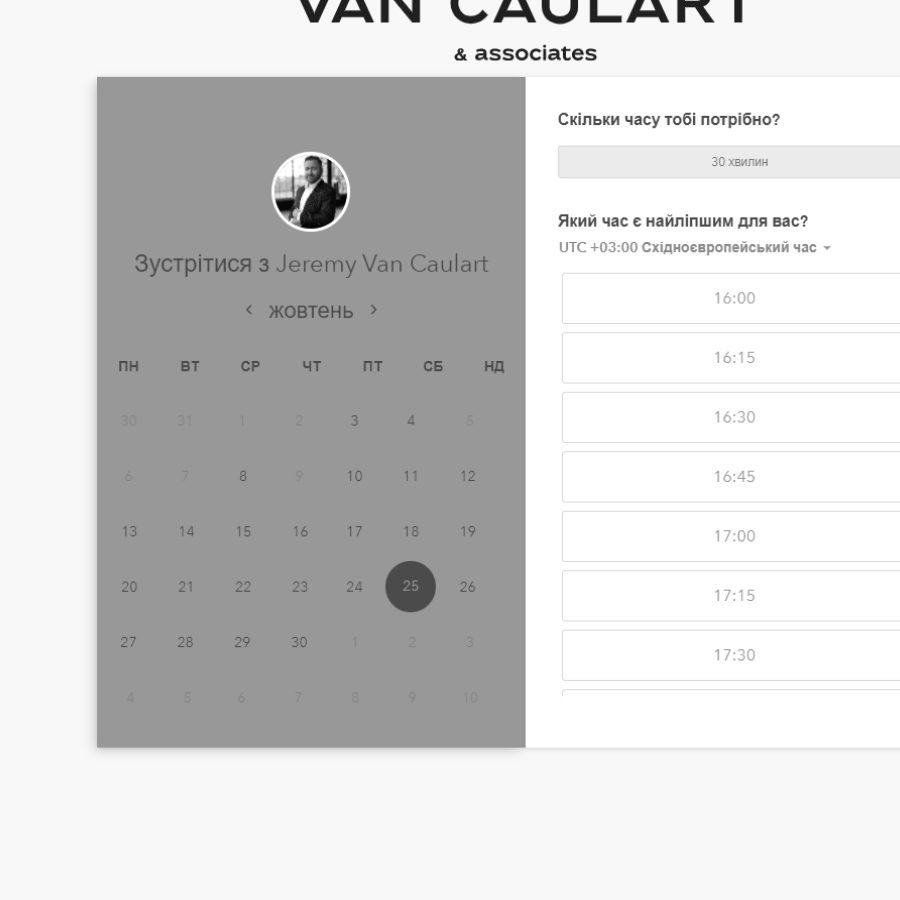 VAN CAULART
& associates
Зустрітися з Jeremy Van Caulart
жовтень
ПН ВТ СР ЧТ ПТ СБ НД
30 31 1 2 3 4 5
6 7 8 9 10 11 12
13 14 15 16 17 18 19
20 21 22 23 24 25 26
27 28 29 30 1 2 3
4 5 6 7 8 9 10
Скільки часу тобі потрібно?
30 хвилин
Який час є найліпшим для вас?
UTC +03:00 Східноєвропейський час
16:00
16:15
16:30
16:45
17:00
17:15
17:30